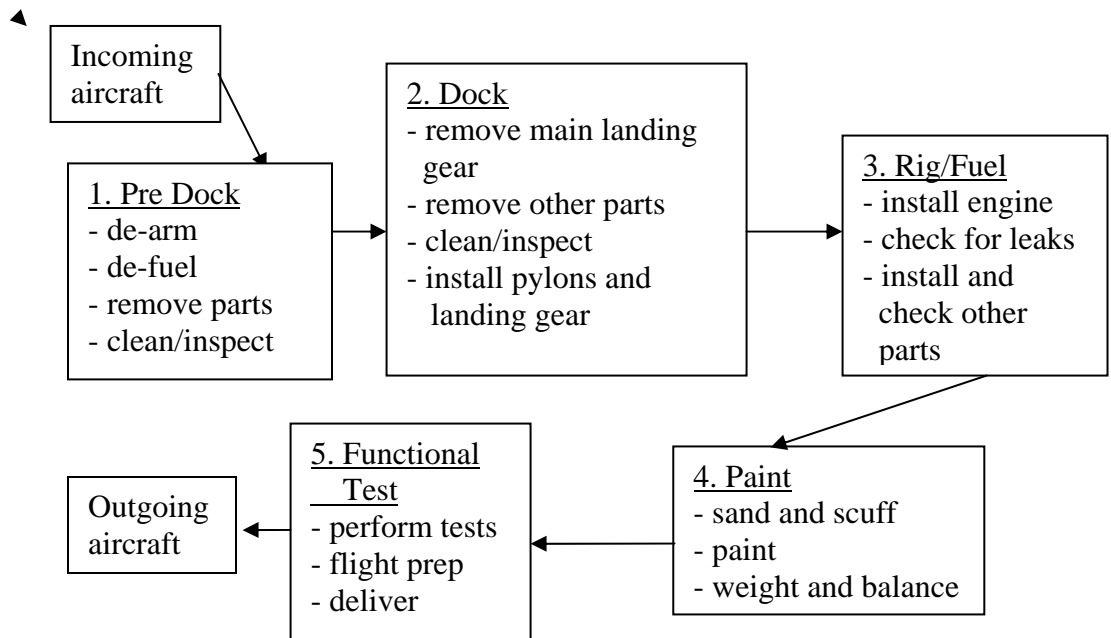 Incoming
aircraft
1. Pre Dock
- de-arm
- de-fuel
- remove parts
- clean/inspect
2. Dock
- remove main landing
gear
- remove other parts
- clean/inspect
- install pylons and
landing gear
3. Rig/Fuel
- install engine
- check for leaks
- install and
check other
parts
4. Paint
- sand and scuff
- paint
- weight and balance
5. Functional
Test
- perform tests
- flight prep
- deliver
Outgoing
aircraft